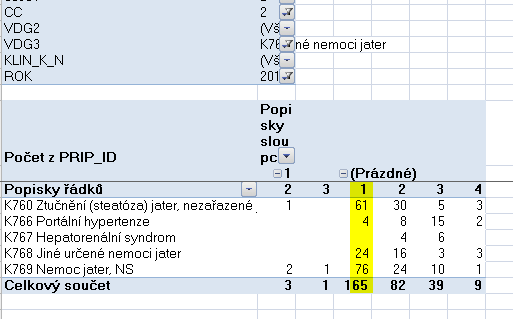 CC 2
VDG2 (Vš
VDG3 K76 né nemoci jater
KLIN_K_N (Vš
ROK 201
Počet z PRIP_ID Popi
sky
slou
pc
1 (Prázdné)
Popisky řádků 2 3 1 2 3 4
K760 Ztučnění (steatóza) jater, nezařazené 1 61 30 5 3
K766 Portální hypertenze 4 8 15 2
K767 Hepatorenální syndrom 4 6
K768 Jiné určené nemoci jater 24 16 3 3
K769 Nemoc jater, NS 2 1 76 24 10 1
Celkový součet 3 1 165 82 39 9